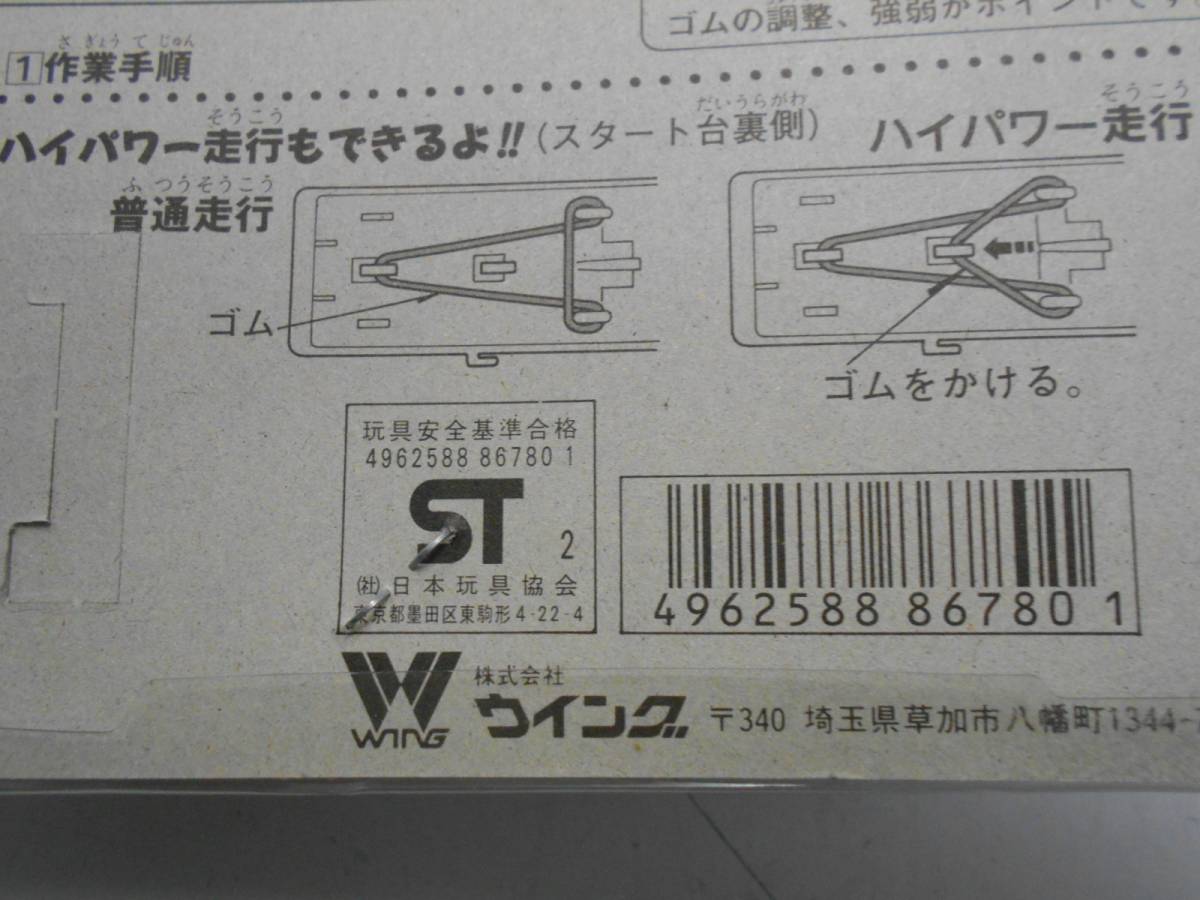 ゴムの調整、強弱がポイントです
さぎょうてじゅん
1作業手順
そうこう
ハイパワー走行もできるよ!!
だいうらがわ
(スタート台裏側)
そうこう
ハイパワー走行
ふつうそうこう
普通走行
ゴム
ゴムをかける。
玩具安全基準合格
4962588 86780 1
ST 2
(社)日本玩具協会
東京都墨田区東駒形4-22-4
4962588 86780 1
WING
株式会社
ウイング
〒340 埼玉県草加市八幡町1344-